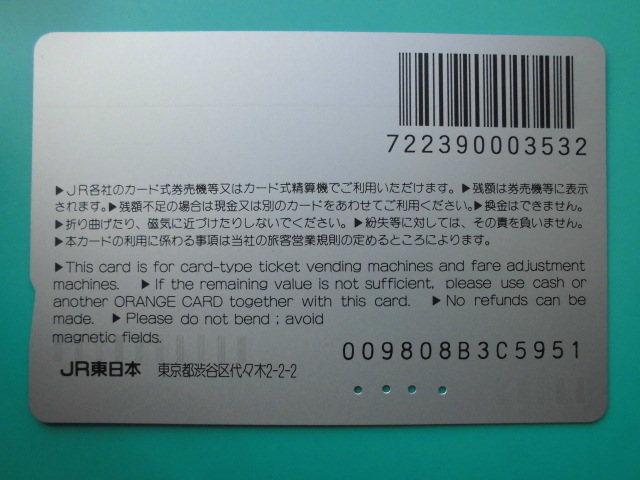 722390003532
▶JR各社のカード式券売機等又はカード式精算機でご利用いただけます。▶残額は券売機等に表示
されます。▶残額不足の場合は現金又は別のカードをあわせてご利用ください。▶換金はできません。
▶折り曲げたり、磁気に近づけたりしないでください。▶紛失等に対しては、その責を負いません。
▶本カードの利用に係わる事項は当社の旅客営業規則の定めるところによります。
▶This card is for card-type ticket vending machines and fare adjustment
machines. ▶If the remaining value is not sufficient, please use cash or
another ORANGE CARD together with this card. ▶No refunds can be
made. ▶Please do not bend ; avoid
magnetic fields.
009808B3C5951
JR東日本 東京都渋谷区代々木2-2-2